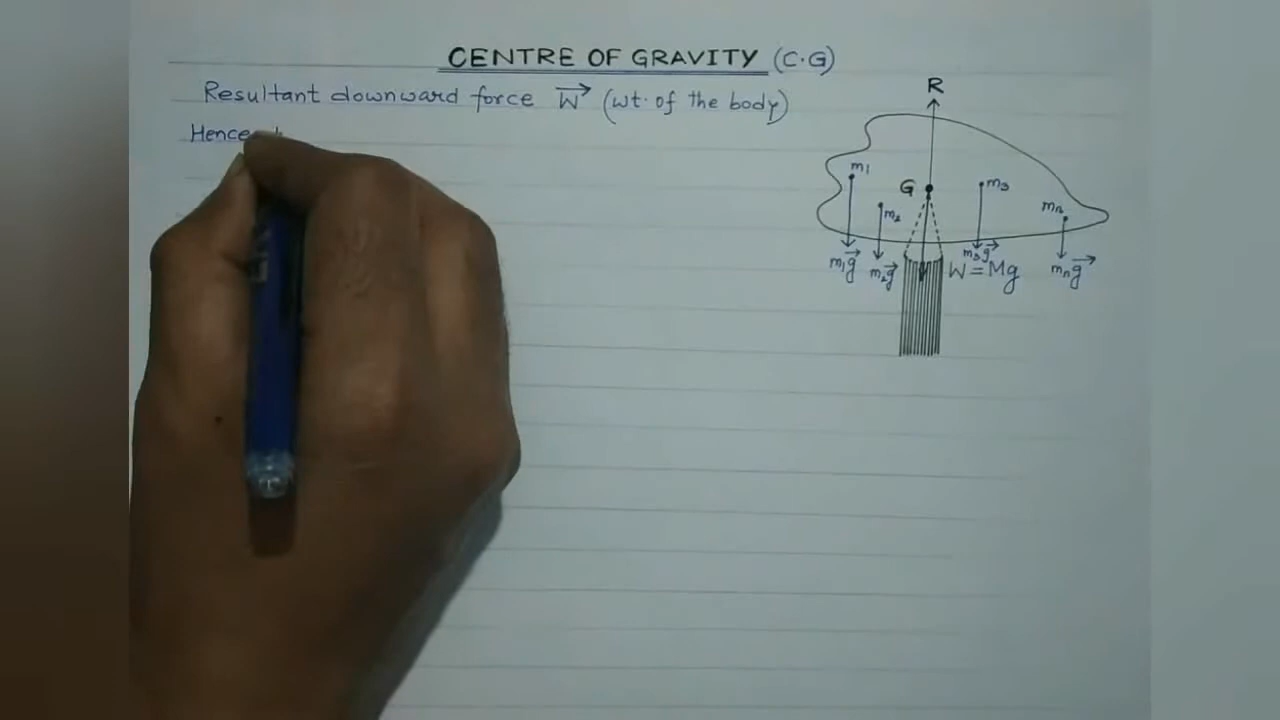 CENTRE OF GRAVITY (C.G)
Resultant downward force W⃗ (wt. of the body)
Hence
R
m1
G
m3
m2
mn
m1g⃗
m2g⃗
m3g⃗
W = Mg
mng⃗